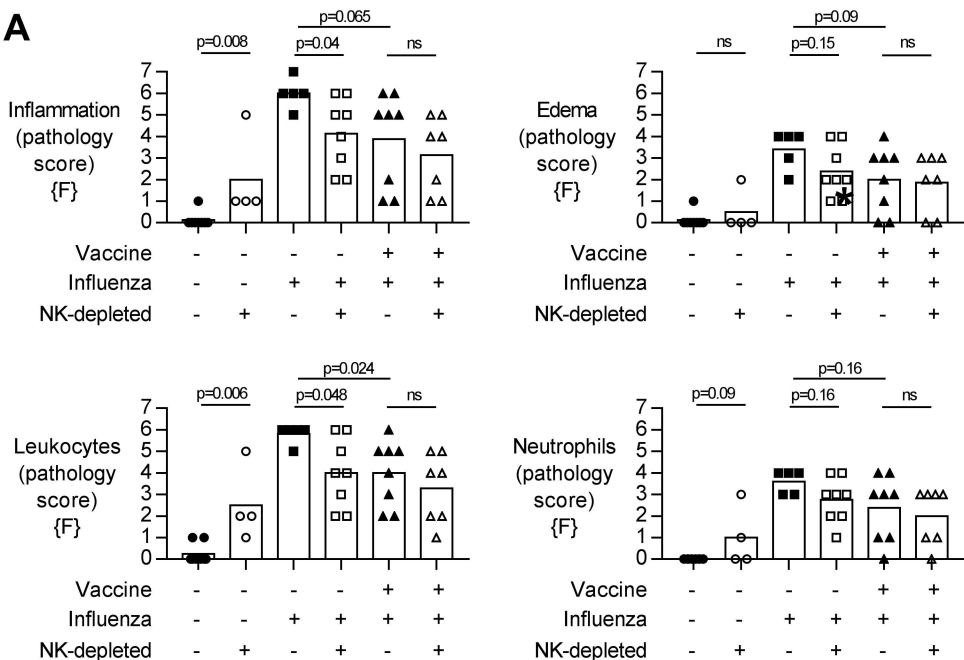 A
p=0.065
p=0.008 p=0.04 ns
7
6
5
4
3
2
1
0
Inflammation
(pathology
score)
{F}
Vaccine - - - - + +
Influenza - - + + + +
NK-depleted - + - + - +
p=0.09
ns p=0.15 ns
7
6
5
4
3
2
1
0
Edema
(pathology
score)
{F}
*
Vaccine - - - - + +
Influenza - - + + + +
NK-depleted - + - + - +
p=0.024
p=0.006 p=0.048 ns
7
6
5
4
3
2
1
0
Leukocytes
(pathology
score)
{F}
Vaccine - - - - + +
Influenza - - + + + +
NK-depleted - + - + - +
p=0.16
p=0.09 p=0.16 ns
7
6
5
4
3
2
1
0
Neutrophils
(pathology
score)
{F}
Vaccine - - - - + +
Influenza - - + + + +
NK-depleted - + - + - +